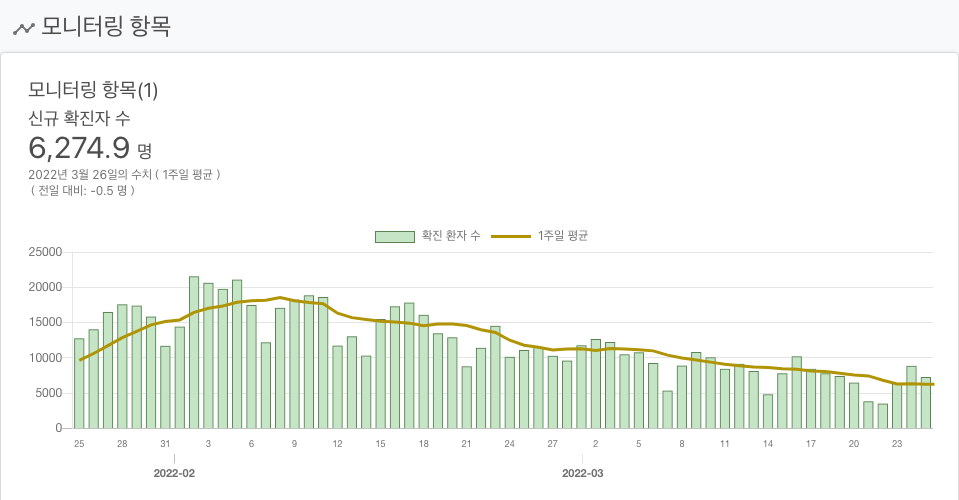 모니터링 항목
모니터링 항목(1)
신규 확진자 수
6,274.9 명
2022년 3월 26일의 수치 ( 1주일 평균 )
( 전일 대비: -0.5 명 )
확진 환자 수 1주일 평균
25000
20000
15000
10000
5000
0
25 28 31 3 6 9 12 15 18 21 24 27 2 5 8 11 14 17 20 23
2022-02 2022-03